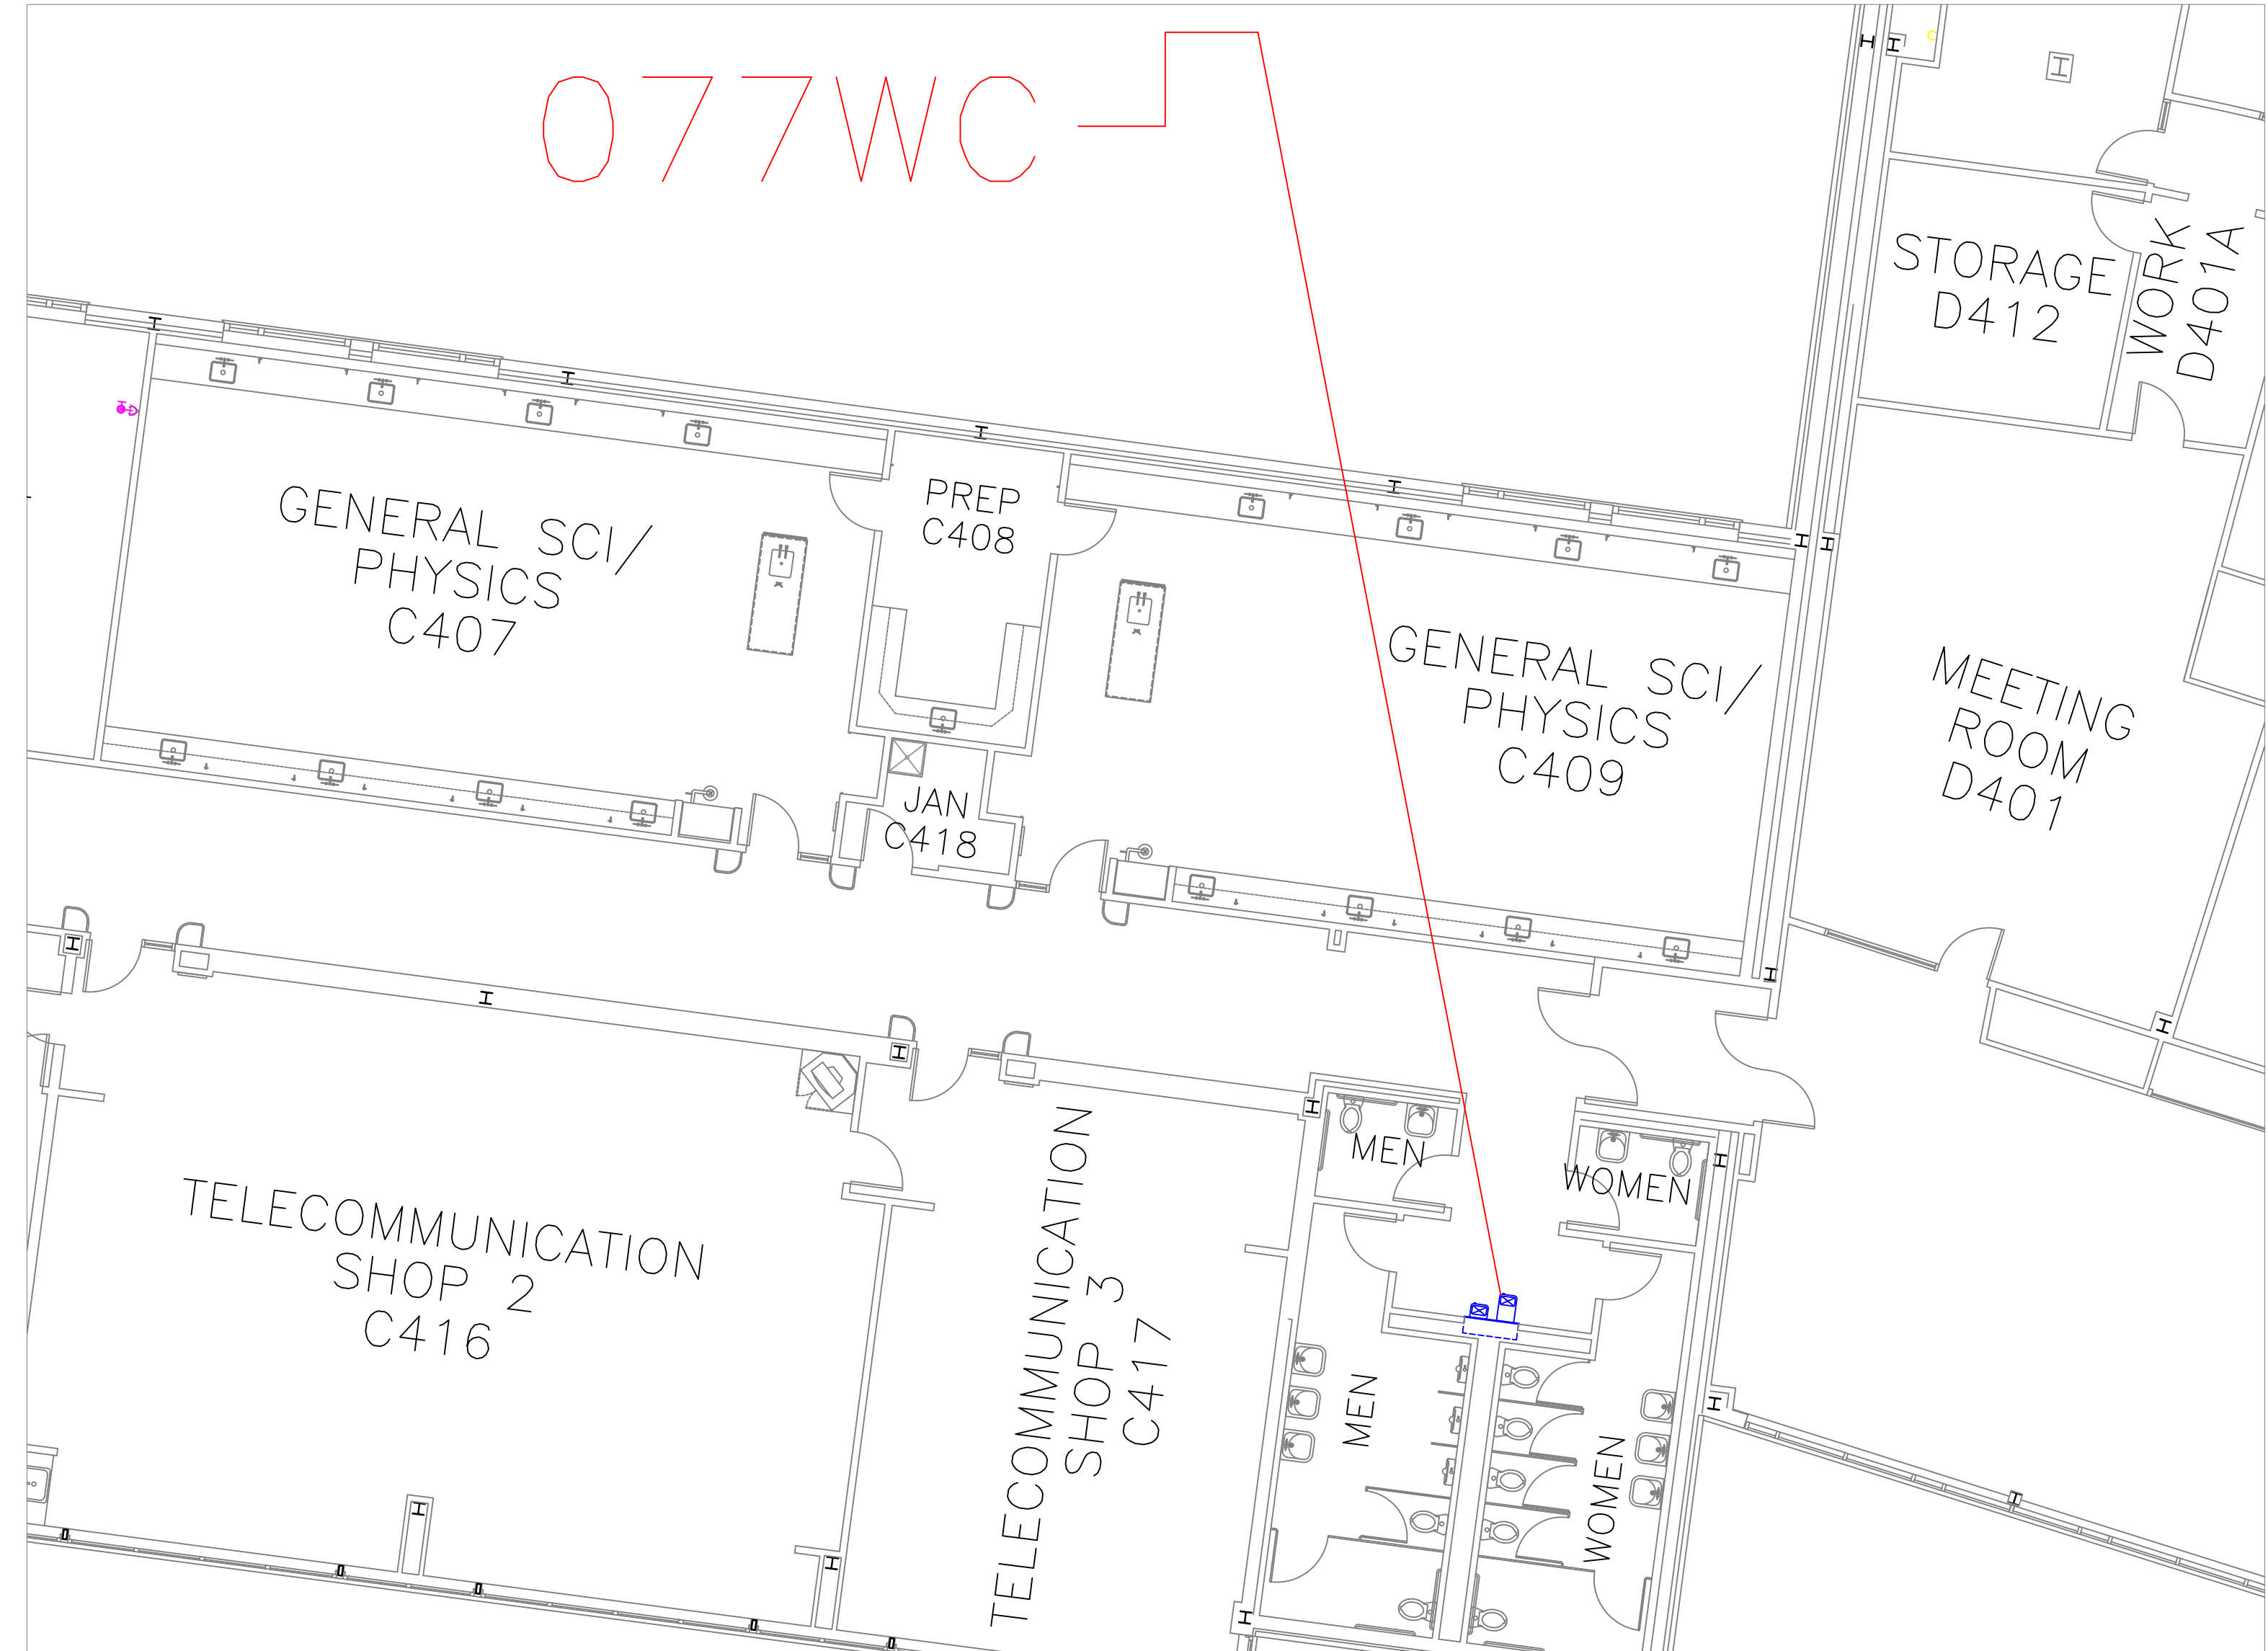 077WC
STORAGE
D412
WORK
D401A
GENERAL SCI/
PHYSICS
C407
PREP
C408
GENERAL SCI/
PHYSICS
C409
MEETING
ROOM
D401
JAN
C418
TELECOMMUNICATION
SHOP 2
C416
TELECOMMUNICATION
SHOP 3
C417
MEN
WOMEN
MEN
WOMEN